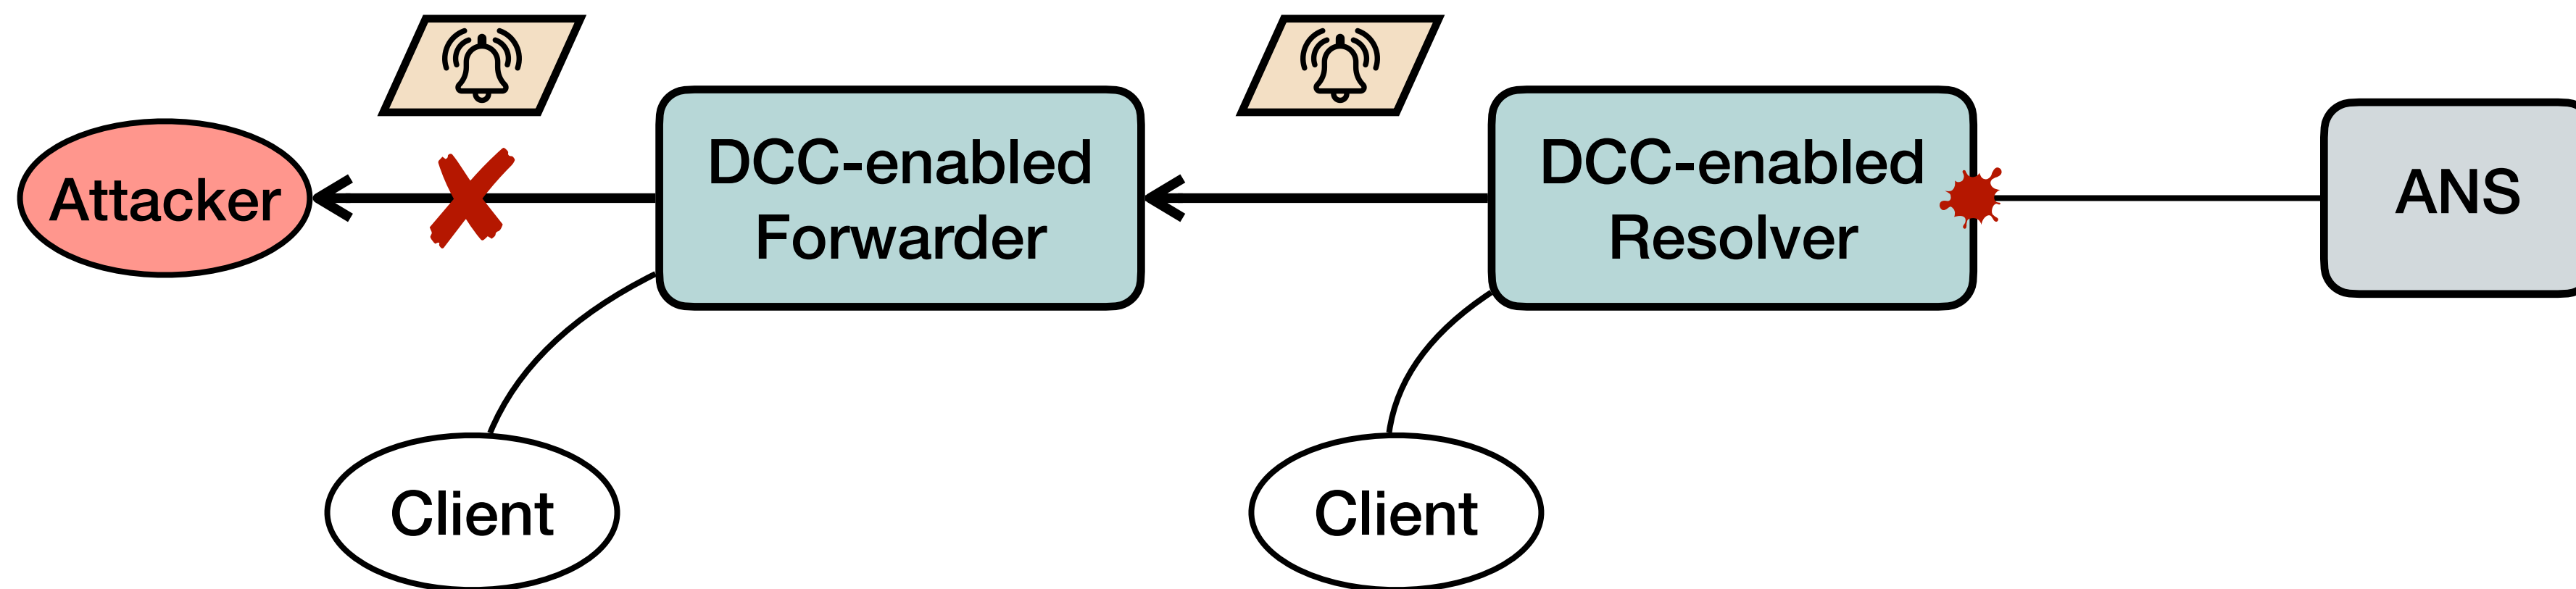 Attacker
DCC-enabled
Forwarder
DCC-enabled
Resolver
ANS
Client
Client